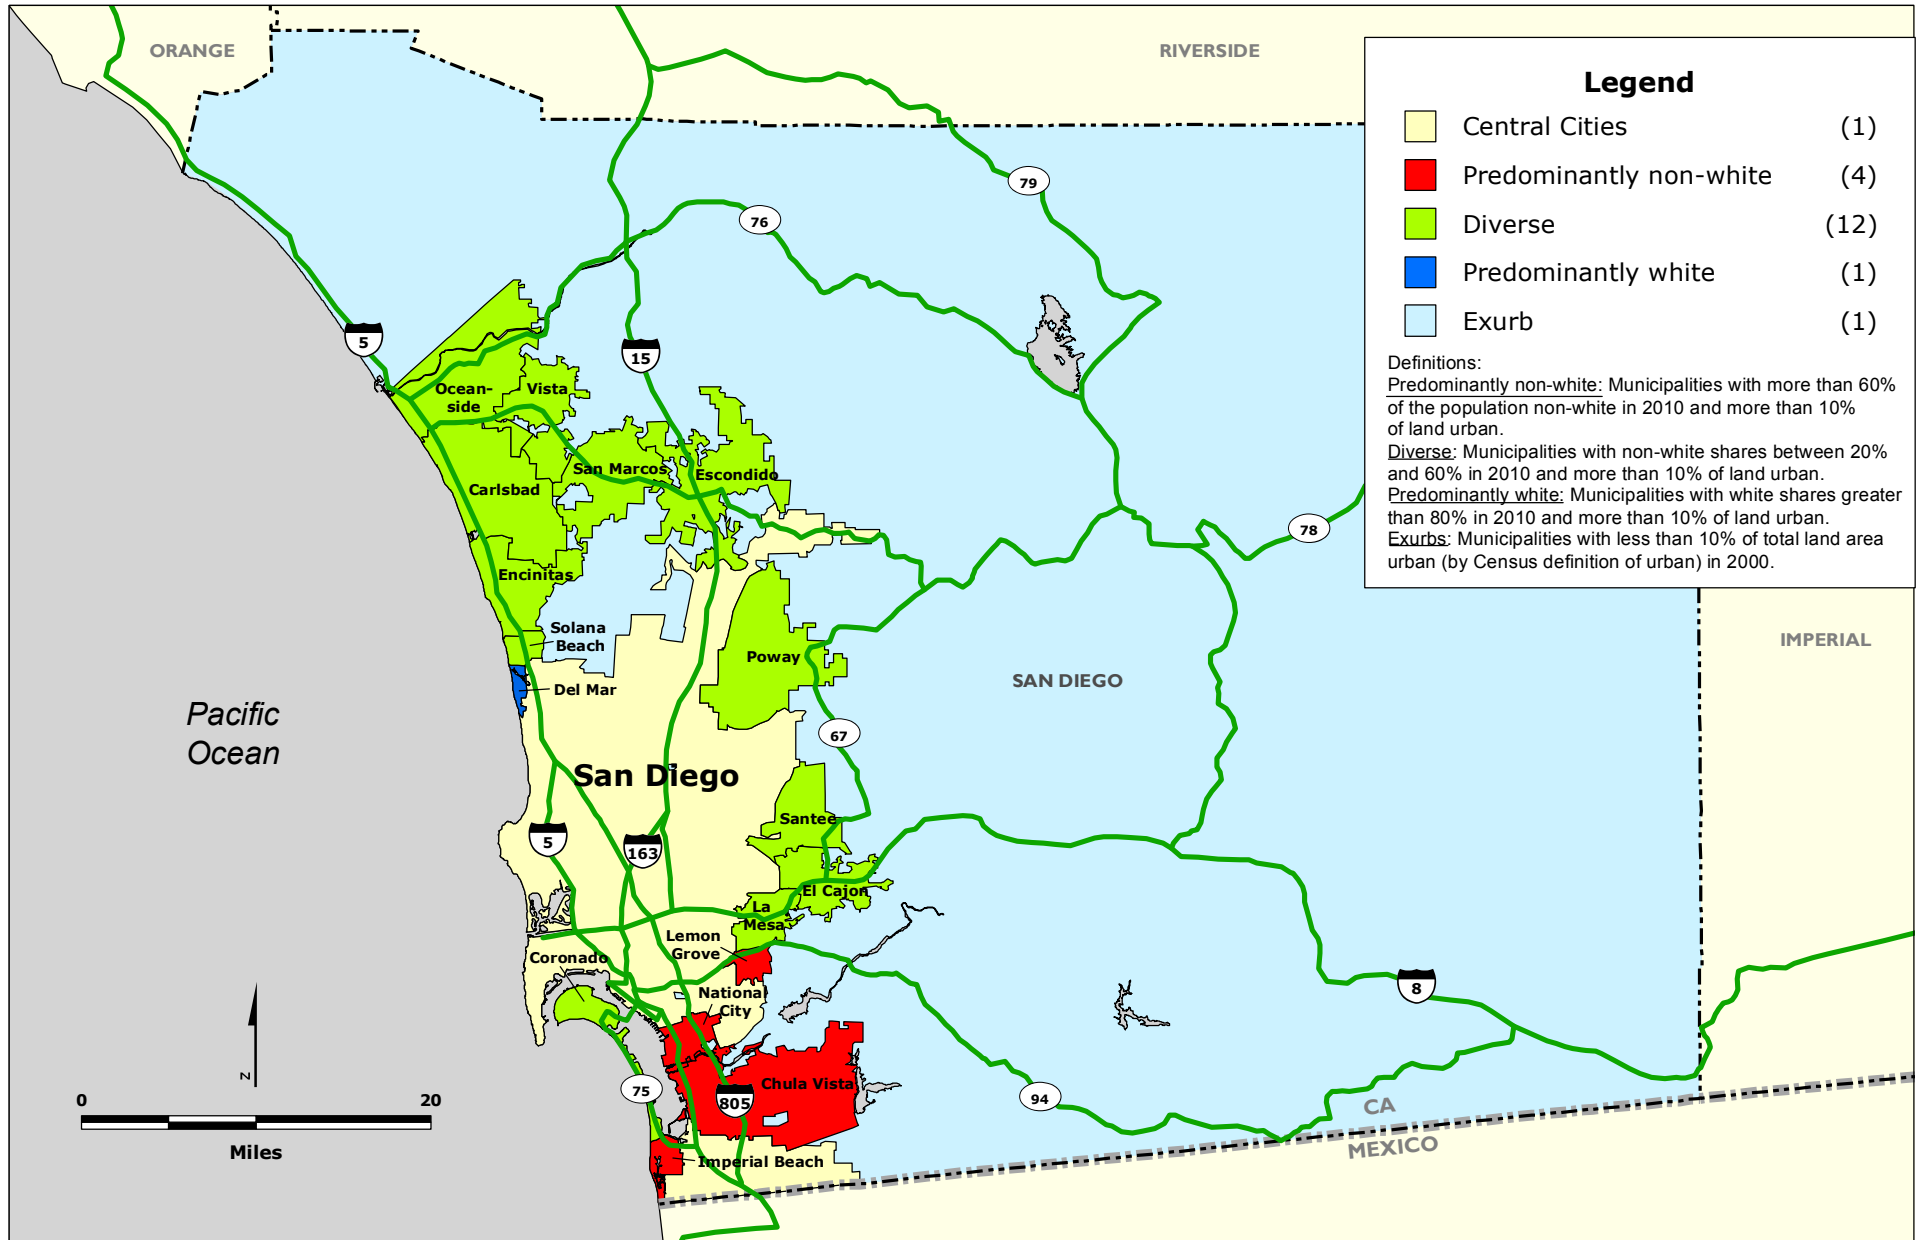 ORANGE
RIVERSIDE
Legend
Central Cities (1)
Predominantly non-white (4)
Diverse (12)
Predominantly white (1)
Exurb (1)
Definitions:
Predominantly non-white: Municipalities with more than 60%
of the population non-white in 2010 and more than 10%
of land urban.
Diverse: Municipalities with non-white shares between 20%
and 60% in 2010 and more than 10% of land urban.
Predominantly white: Municipalities with white shares greater
than 80% in 2010 and more than 10% of land urban.
Exurbs: Municipalities with less than 10% of total land area
urban (by Census definition of urban) in 2000.
79
76
5
15
Ocean-
side
Vista
San Marcos
Escondido
Carlsbad
78
Encinitas
Solana
Beach
Poway
IMPERIAL
SAN DIEGO
Del Mar
Pacific
Ocean
67
San Diego
Santee
5
163
El Cajon
La
Mesa
Lemon
Grove
Coronado
8
National
City
N
75
Chula Vista
805
94
0 20
Miles
CA
MEXICO
Imperial Beach